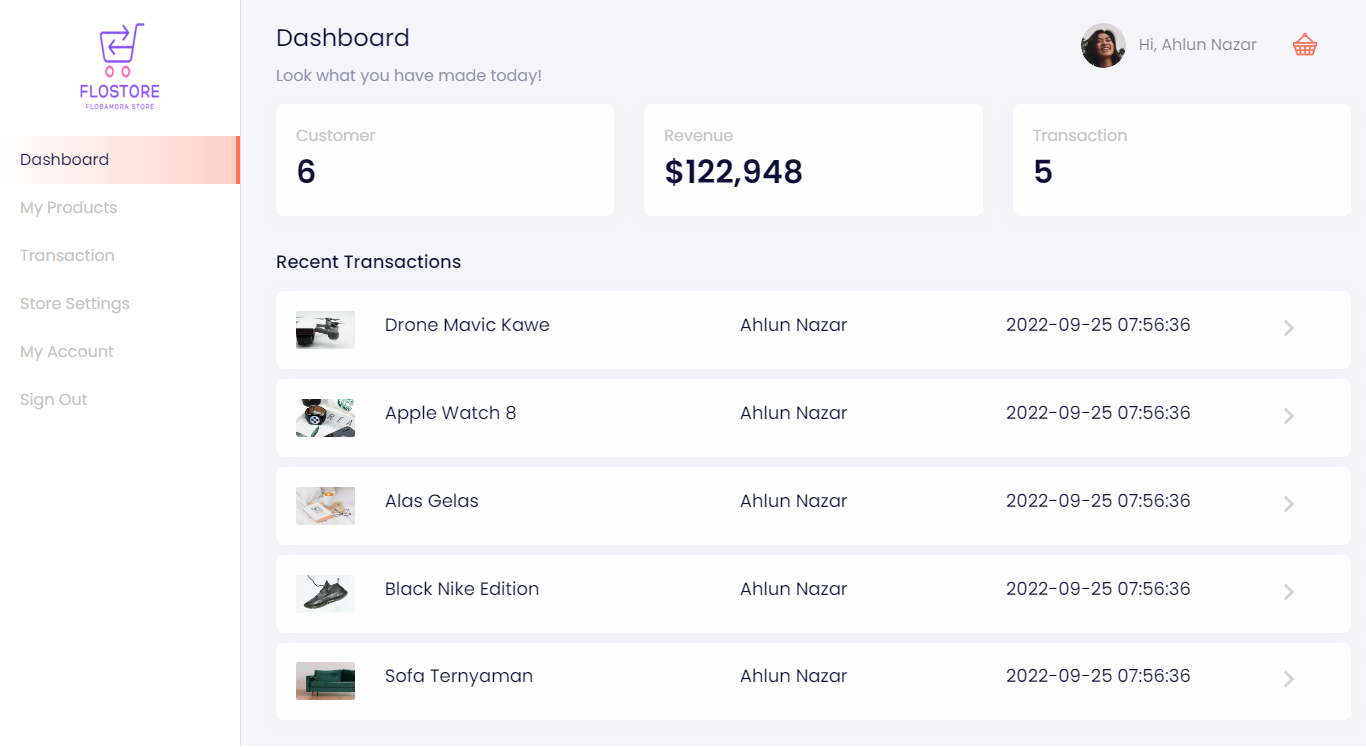 FLOSTORE
FLOBAMORA STORE
Dashboard
My Products
Transaction
Store Settings
My Account
Sign Out
Dashboard
Look what you have made today!
Hi, Ahlun Nazar
Customer
6
Revenue
$122,948
Transaction
5
Recent Transactions
Drone Mavic Kawe Ahlun Nazar 2022-09-25 07:56:36
Apple Watch 8 Ahlun Nazar 2022-09-25 07:56:36
Alas Gelas Ahlun Nazar 2022-09-25 07:56:36
Black Nike Edition Ahlun Nazar 2022-09-25 07:56:36
Sofa Ternyaman Ahlun Nazar 2022-09-25 07:56:36